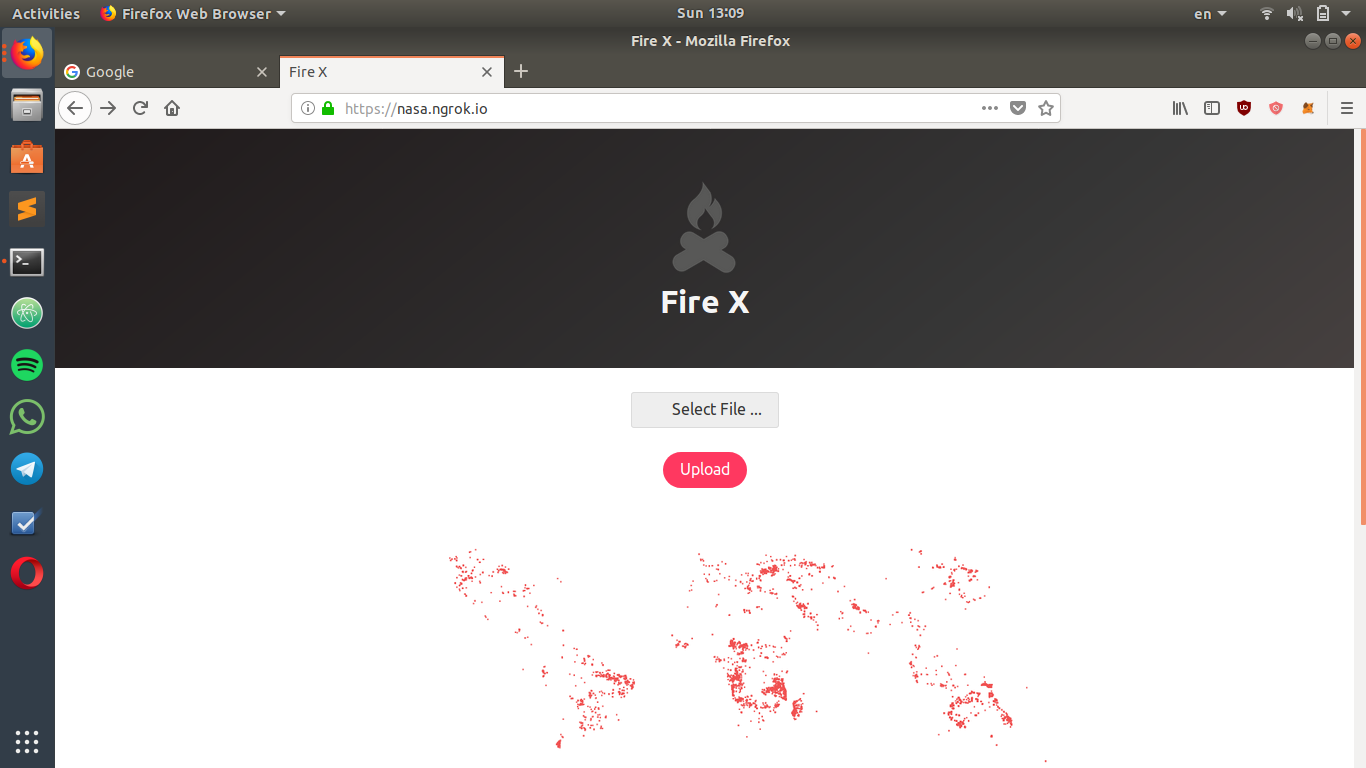 Activities Firefox Web Browser Sun 13:09 en
Fire X - Mozilla Firefox
Google Fire X
https://nasa.ngrok.io
Fire X
Select File ...
Upload